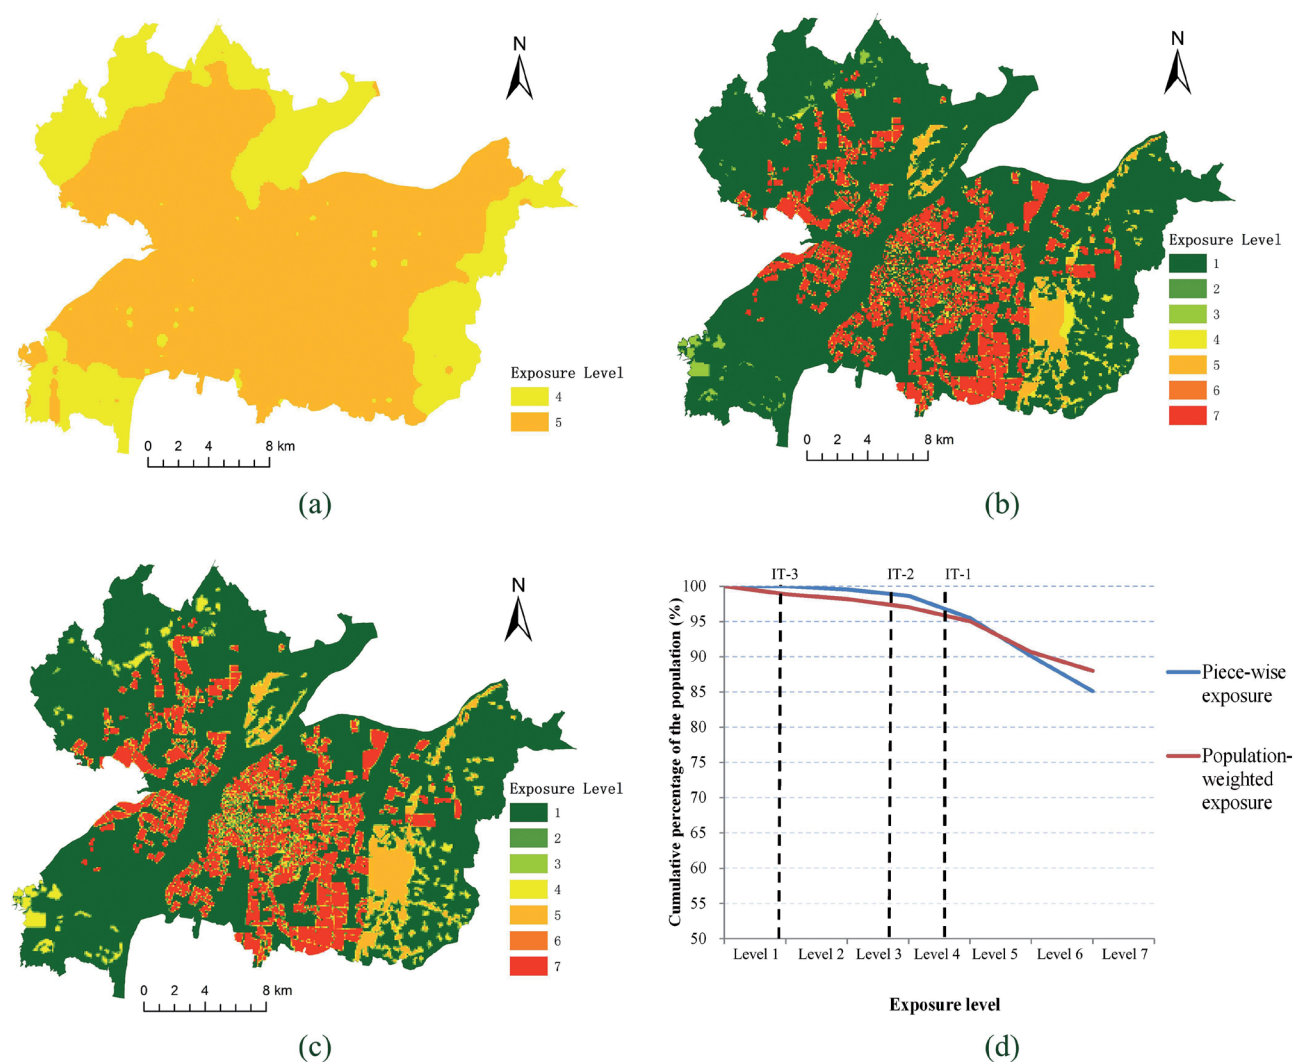 N
Exposure Level
4
5
0 2 4 8 km
(a)
N
Exposure Level
1
2
3
4
5
6
7
0 2 4 8 km
(b)
N
Exposure Level
1
2
3
4
5
6
7
0 2 4 8 km
(c)
IT-3 IT-2 IT-1
Cumulative percentage of the population (%)
100
95
90
85
80
75
70
65
60
55
50
Level 1 Level 2 Level 3 Level 4 Level 5 Level 6 Level 7
Exposure level
Piece-wise
exposure
Population-
weighted
exposure
(d)